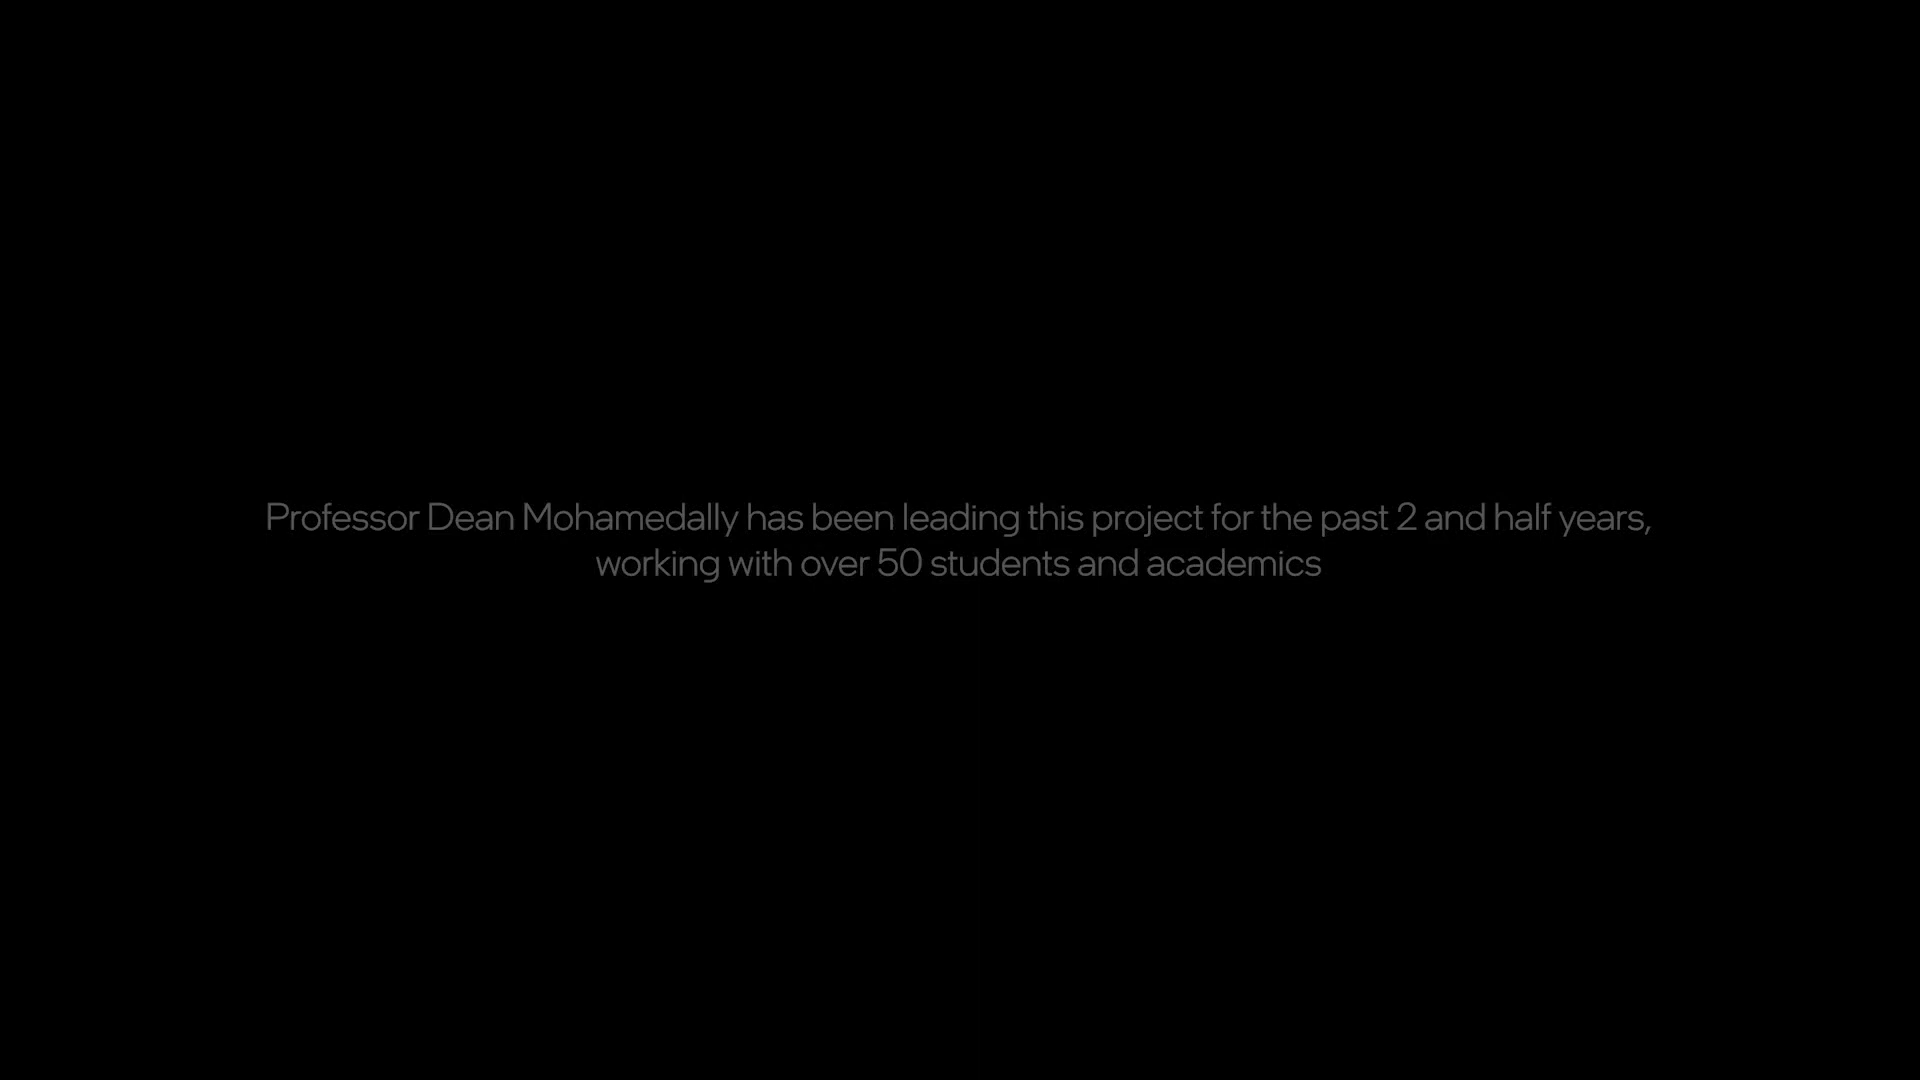 Professor Dean Mohamedally has been leading this project for the past 2 and half years,
working with over 50 students and academics